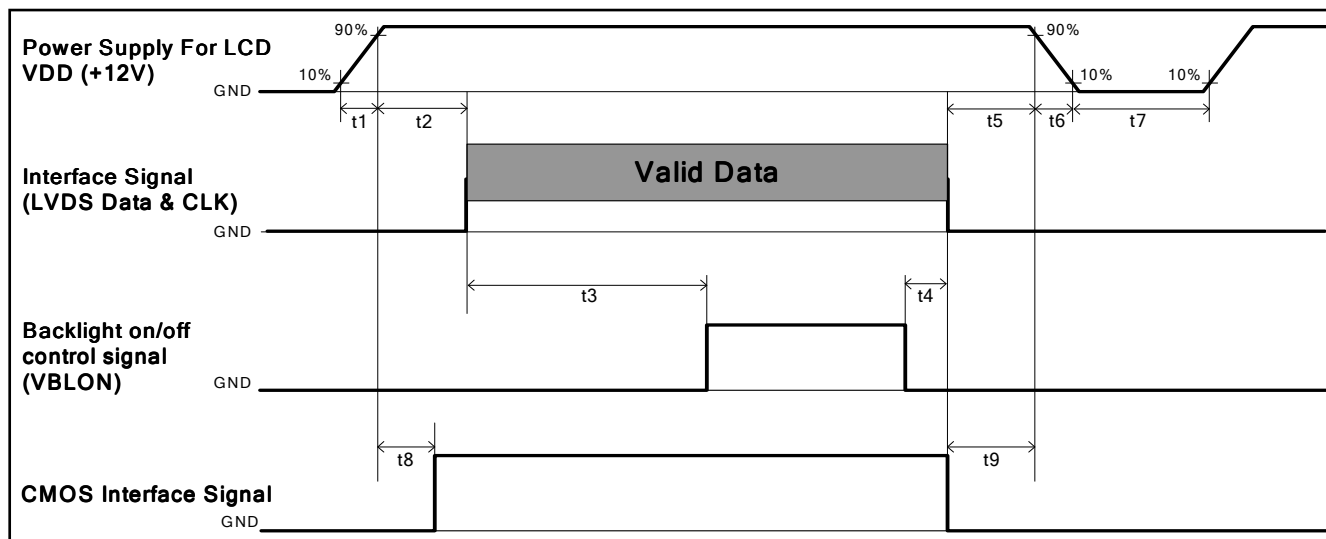 Power Supply For LCD
VDD (+12V)
90%
10%
GND
90%
10%
10%
t1
t2
t5
t6
t7
Interface Signal
(LVDS Data & CLK)
Valid Data
GND
t3
t4
Backlight on/off
control signal
(VBLON)
GND
t8
t9
CMOS Interface Signal
GND